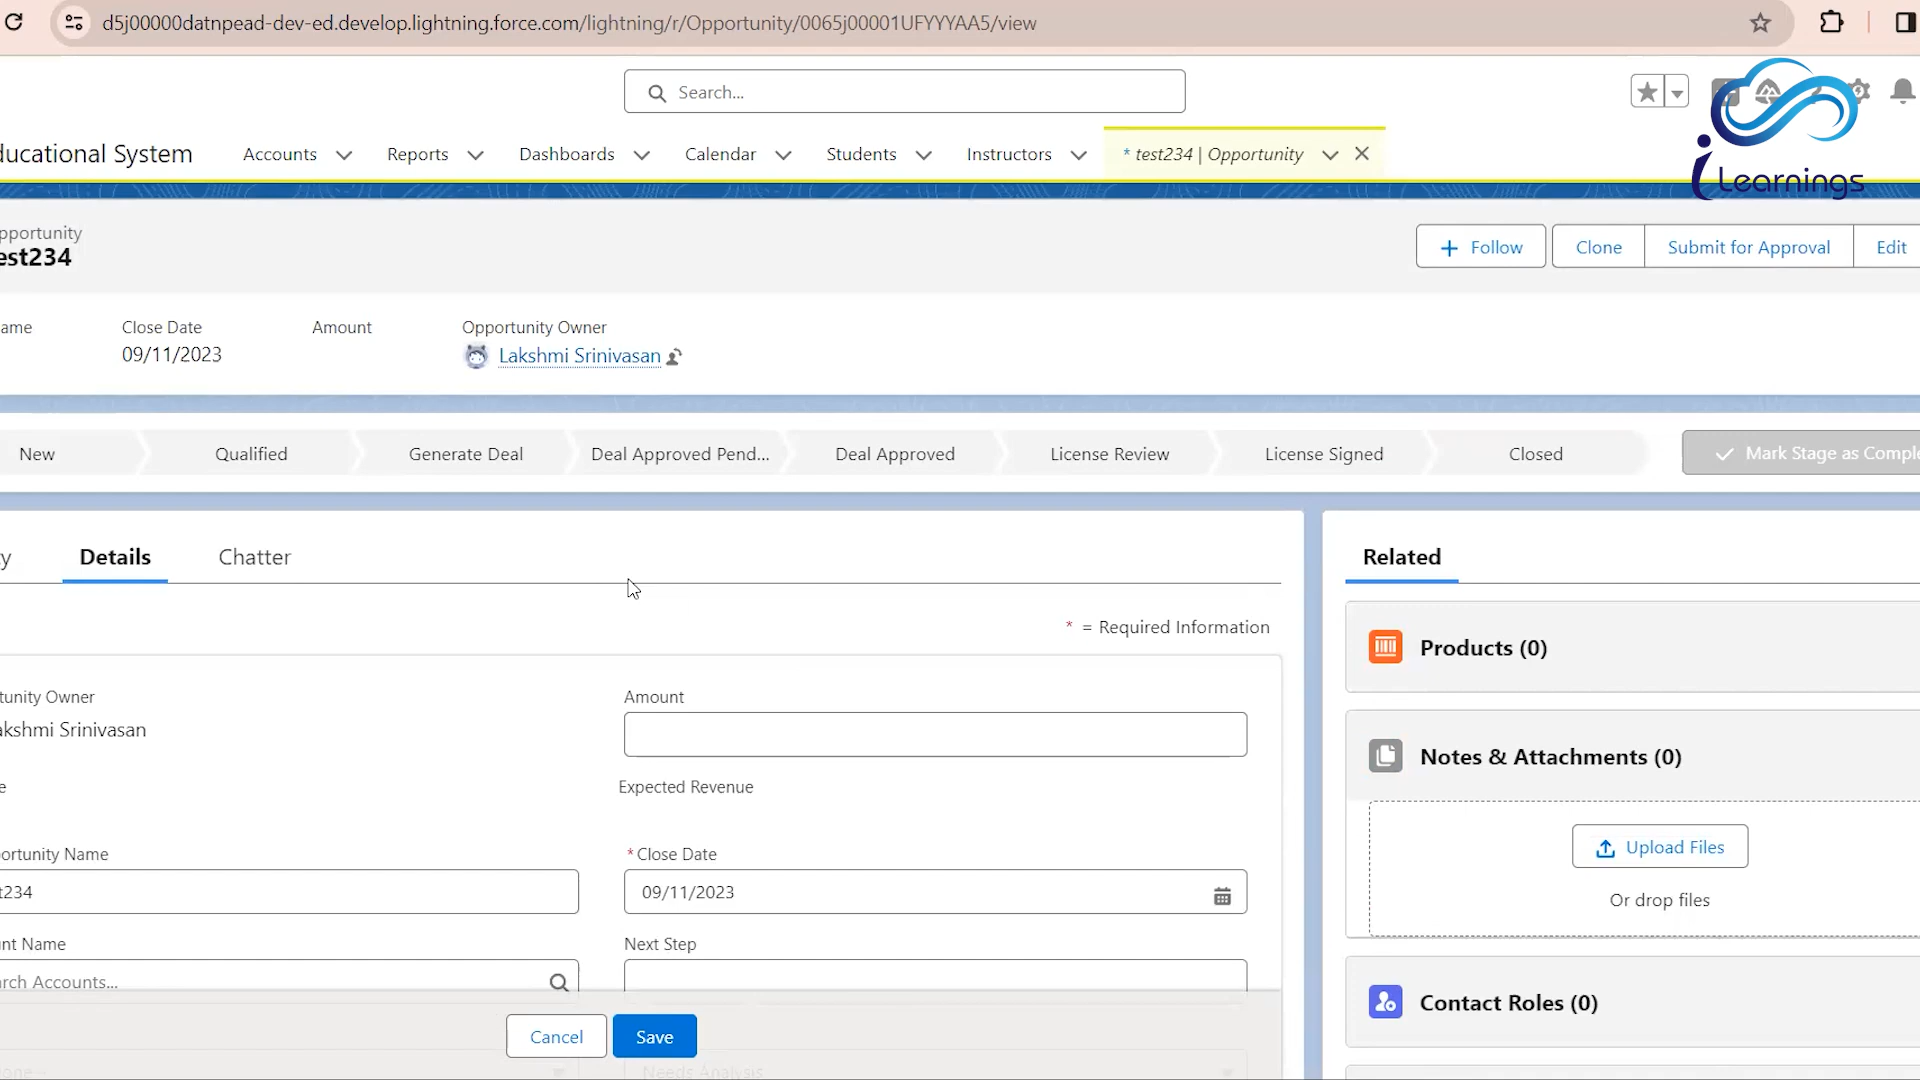 d5j00000datnpead-dev-ed.develop.lightning.force.com/lightning/r/Opportunity/0065j00001UFYYYAA5/view
Search...
i Learnings
ducational System Accounts Reports Dashboards Calendar Students Instructors * test234 | Opportunity
pportunity
est234
Follow Clone Submit for Approval Edit
ame Close Date Amount Opportunity Owner
09/11/2023 Lakshmi Srinivasan
New Qualified Generate Deal Deal Approved Pend... Deal Approved License Review License Signed Closed Mark Stage as Comple
y Details Chatter Related
* = Required Information
Products (0)
tunity Owner Amount
akshmi Srinivasan
Notes & Attachments (0)
e Expected Revenue
Upload Files
ortunity Name * Close Date
t234 09/11/2023
Or drop files
unt Name Next Step
rch Accounts...
Contact Roles (0)
Cancel Save
one-- Needs Analysis